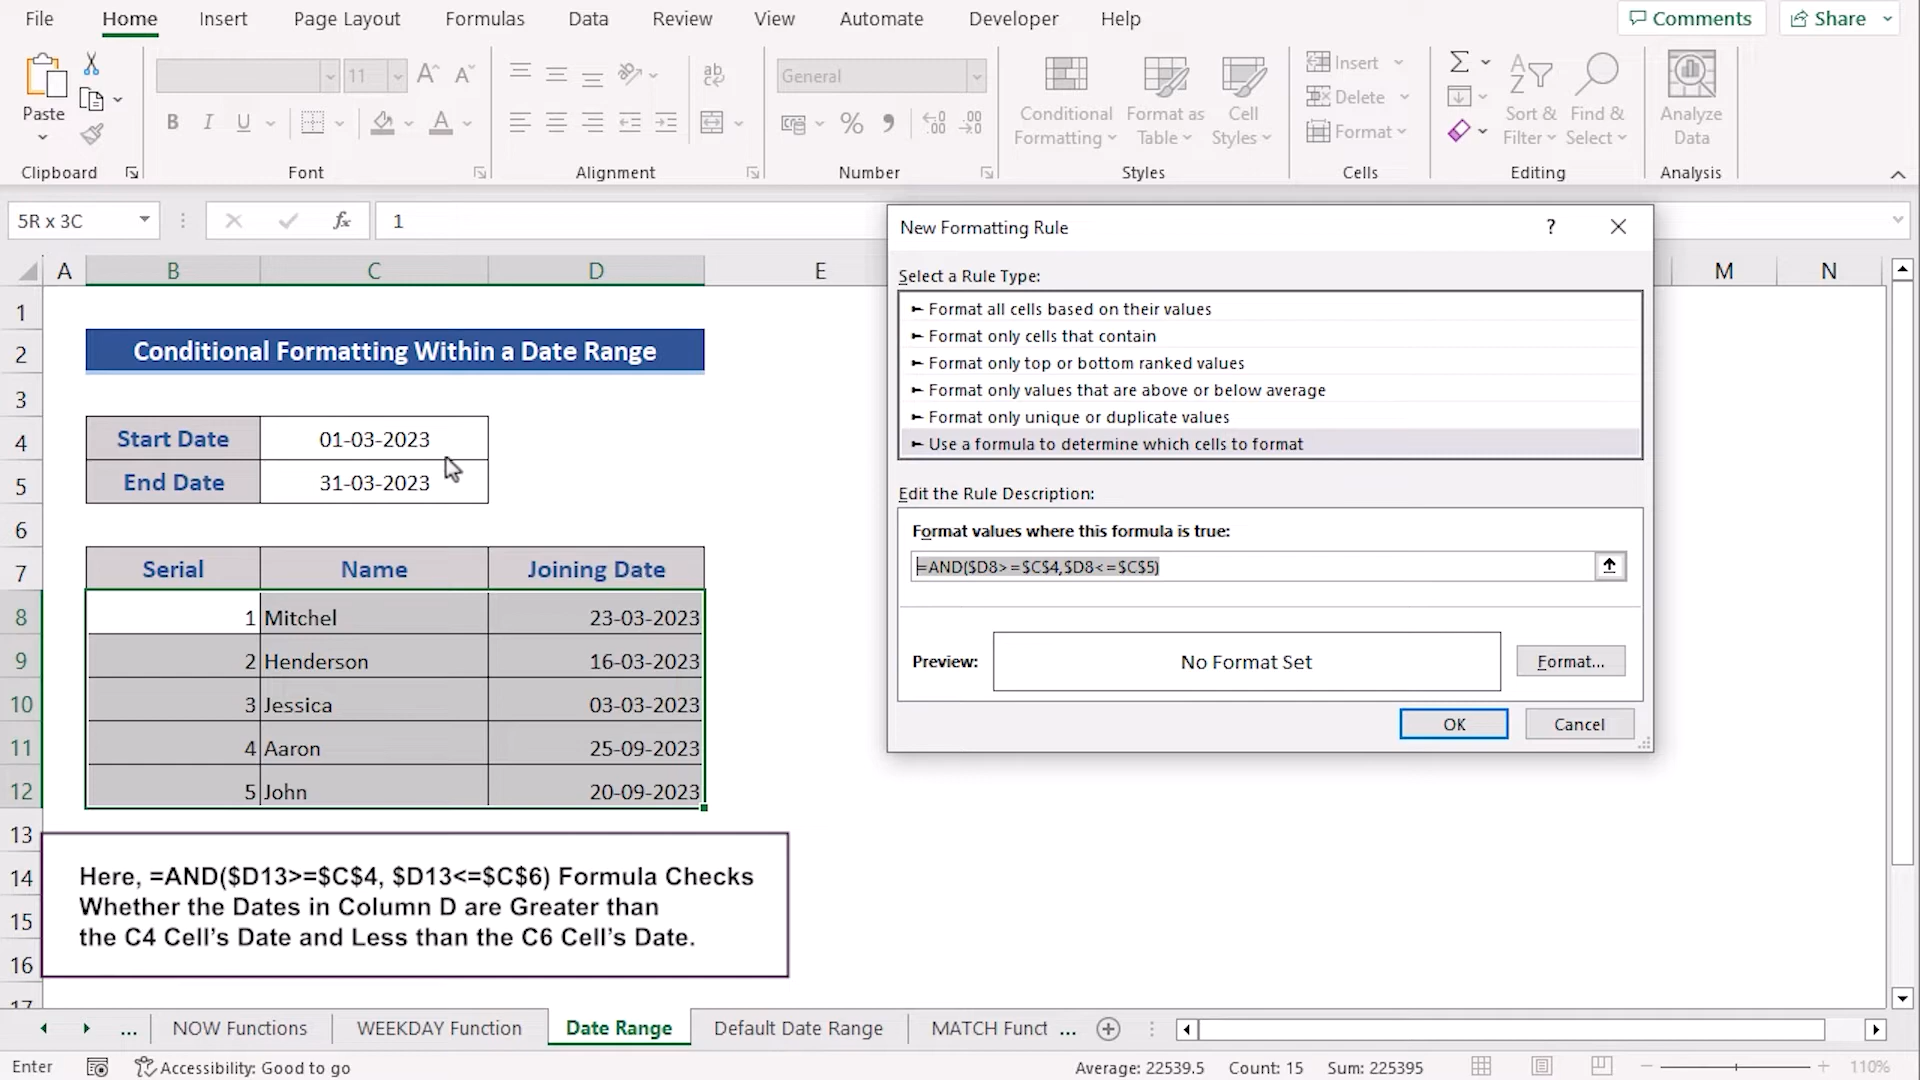 File Home Insert Page Layout Formulas Data Review View Automate Developer Help Comments Share
11 General
Paste
B I U
ab
Conditional Formatting
Format as Table
Cell Styles
Insert
Delete
Format
Sort & Filter
Find & Select
Analyze Data
Clipboard Font Alignment Number Styles Cells Editing Analysis
5R x 3C fx 1
A B C D E M N
1
2 Conditional Formatting Within a Date Range
3
4 Start Date 01-03-2023
5 End Date 31-03-2023
6
7 Serial Name Joining Date
8 1 Mitchel 23-03-2023
9 2 Henderson 16-03-2023
10 3 Jessica 03-03-2023
11 4 Aaron 25-09-2023
12 5 John 20-09-2023
13
14
15
16
17
Here, =AND($D13>=$C$4, $D13<=$C$6) Formula Checks
Whether the Dates in Column D are Greater than
the C4 Cell’s Date and Less than the C6 Cell’s Date.
New Formatting Rule ?
Select a Rule Type:
► Format all cells based on their values
► Format only cells that contain
► Format only top or bottom ranked values
► Format only values that are above or below average
► Format only unique or duplicate values
► Use a formula to determine which cells to format
Edit the Rule Description:
Format values where this formula is true:
=AND($D8>=$C$4,$D8<=$C$5)
Preview: No Format Set Format...
OK Cancel
... NOW Functions WEEKDAY Function Date Range Default Date Range MATCH Funct ...
Enter Accessibility: Good to go Average: 22539.5 Count: 15 Sum: 225395 110%